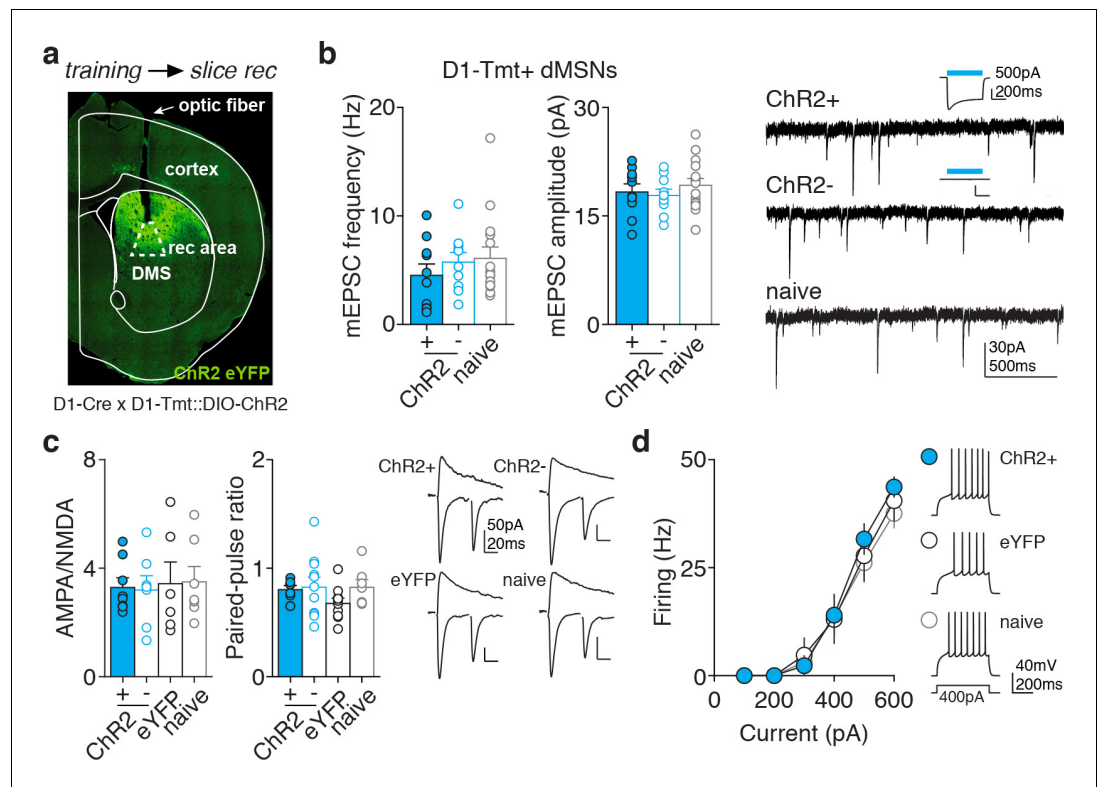 a
training → slice rec
optic fiber
cortex
rec area
DMS
ChR2 eYFP
D1-Cre x D1-Tmt::DIO-ChR2
b
D1-Tmt+ dMSNs
mEPSC frequency (Hz)
20
10
0
+ -
ChR2
naive
mEPSC amplitude (pA)
30
15
0
+ -
ChR2
naive
500pA
200ms
ChR2+
ChR2-
naive
30pA
500ms
c
AMPA/NMDA
8
4
0
+ -
ChR2
eYFP
naive
Paired-pulse ratio
2
1
0
+ -
ChR2
eYFP
naive
ChR2+
ChR2-
50pA
20ms
eYFP
naive
d
Firing (Hz)
50
25
0
0 200 400 600
Current (pA)
ChR2+
eYFP
naive
40mV
200ms
400pA